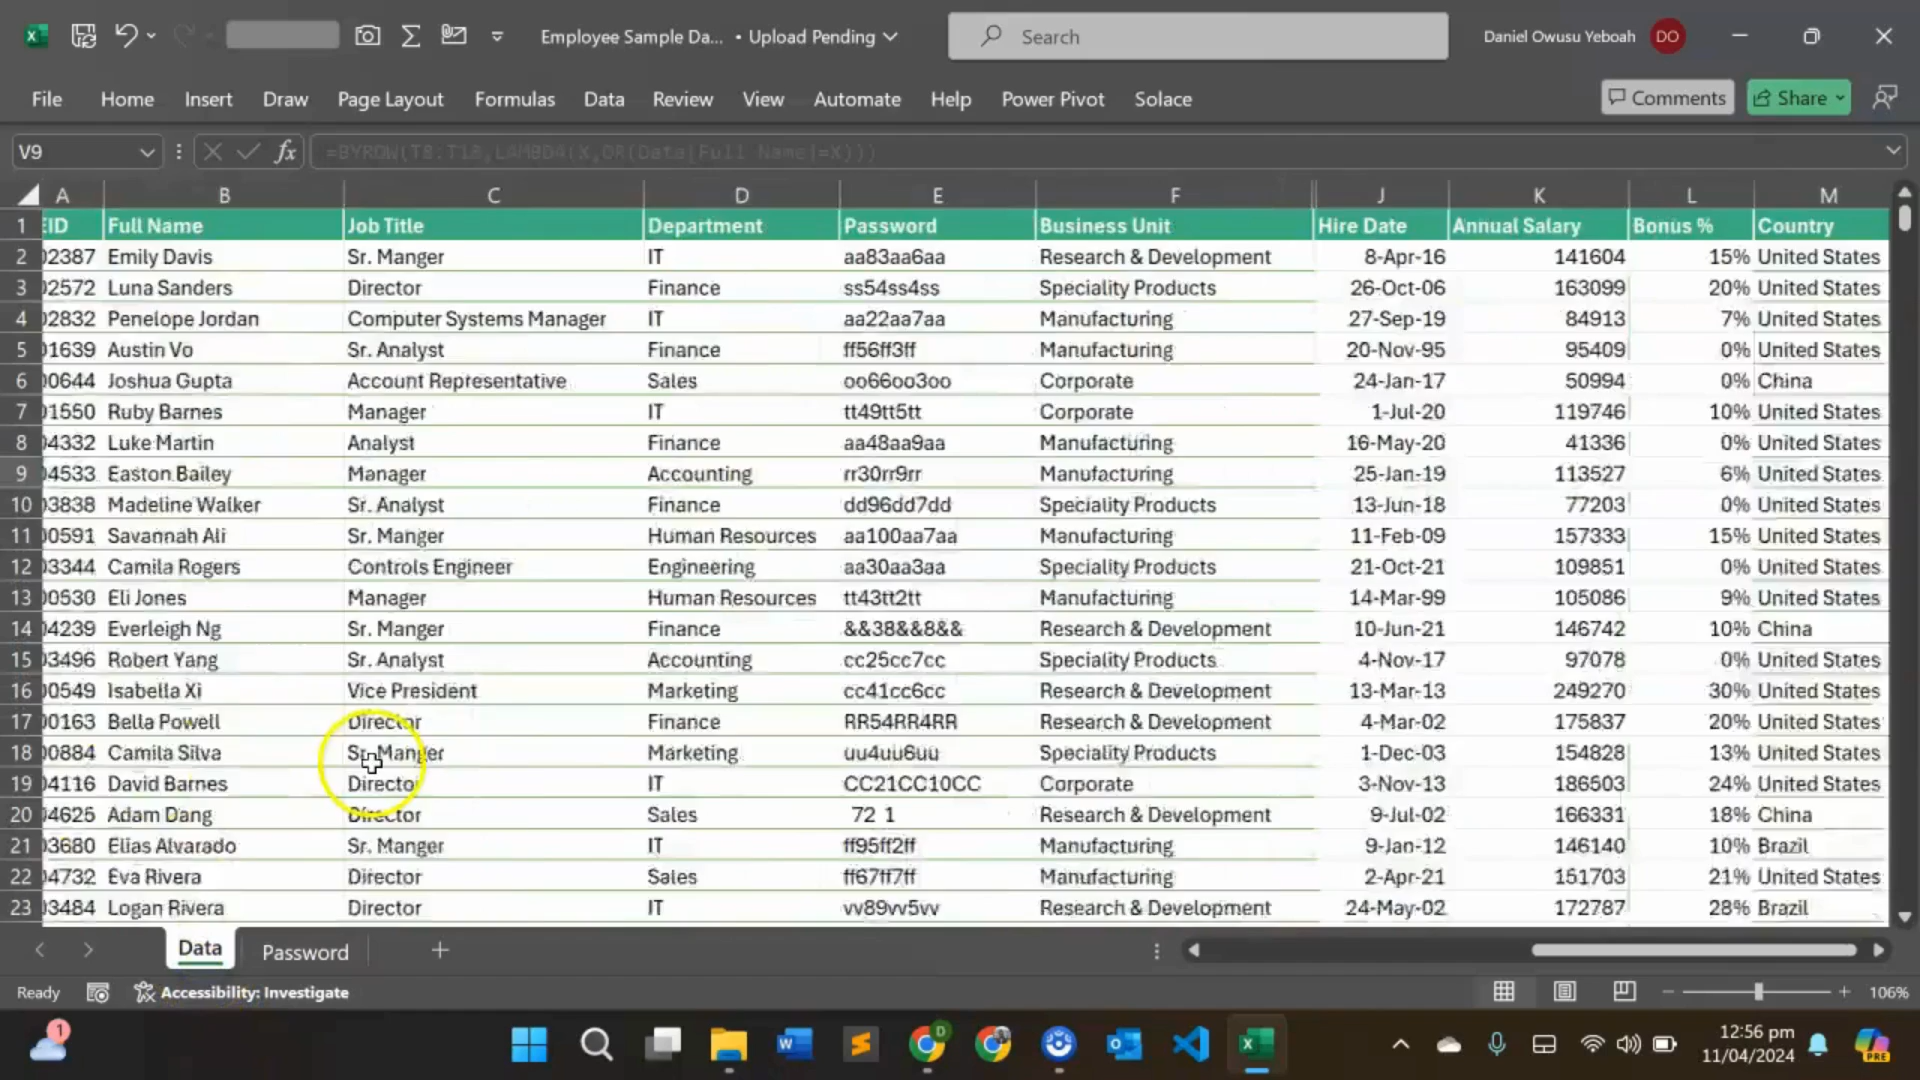 Employee Sample Da... • Upload Pending
Search
Daniel Owusu Yeboah DO
File Home Insert Draw Page Layout Formulas Data Review View Automate Help Power Pivot Solace
Comments Share
V9 fx =BYROW(T8:T18,LAMBDA(X,OR(Data[Full Name]=X)))
A B C D E F J K L M
1 EID Full Name Job Title Department Password Business Unit Hire Date Annual Salary Bonus % Country
2 02387 Emily Davis Sr. Manger IT aa83aa6aa Research & Development 8-Apr-16 141604 15% United States
3 02572 Luna Sanders Director Finance ss54ss4ss Speciality Products 26-Oct-06 163099 20% United States
4 02832 Penelope Jordan Computer Systems Manager IT aa22aa7aa Manufacturing 27-Sep-19 84913 7% United States
5 01639 Austin Vo Sr. Analyst Finance ff56ff3ff Manufacturing 20-Nov-95 95409 0% United States
6 00644 Joshua Gupta Account Representative Sales oo66oo3oo Corporate 24-Jan-17 50994 0% China
7 01550 Ruby Barnes Manager IT tt49tt5tt Corporate 1-Jul-20 119746 10% United States
8 04332 Luke Martin Analyst Finance aa48aa9aa Manufacturing 16-May-20 41336 0% United States
9 04533 Easton Bailey Manager Accounting rr30rr9rr Manufacturing 25-Jan-19 113527 6% United States
10 03838 Madeline Walker Sr. Analyst Finance dd96dd7dd Speciality Products 13-Jun-18 77203 0% United States
11 00591 Savannah Ali Sr. Manger Human Resources aa100aa7aa Manufacturing 11-Feb-09 157333 15% United States
12 03344 Camila Rogers Controls Engineer Engineering aa30aa3aa Speciality Products 21-Oct-21 109851 0% United States
13 00530 Eli Jones Manager Human Resources tt43tt2tt Manufacturing 14-Mar-99 105086 9% United States
14 04239 Everleigh Ng Sr. Manger Finance &&38&&8&& Research & Development 10-Jun-21 146742 10% China
15 03496 Robert Yang Sr. Analyst Accounting cc25cc7cc Speciality Products 4-Nov-17 97078 0% United States
16 00549 Isabella Xi Vice President Marketing cc41cc6cc Research & Development 13-Mar-13 249270 30% United States
17 00163 Bella Powell Director Finance RR54RR4RR Research & Development 4-Mar-02 175837 20% United States
18 00884 Camila Silva Sr. Manger Marketing uu4uu6uu Speciality Products 1-Dec-03 154828 13% United States
19 04116 David Barnes Director IT CC21CC10CC Corporate 3-Nov-13 186503 24% United States
20 04625 Adam Dang Director Sales 72 1 Research & Development 9-Jul-02 166331 18% China
21 03680 Elias Alvarado Sr. Manger IT ff95ff2ff Manufacturing 9-Jan-12 146140 10% Brazil
22 04732 Eva Rivera Director Sales ff67ff7ff Manufacturing 2-Apr-21 151703 21% United States
23 03484 Logan Rivera Director IT vv89vv5vv Research & Development 24-May-02 172787 28% Brazil
Data Password
Ready Accessibility: Investigate 106%
1 12:56 pm
11/04/2024 PRE